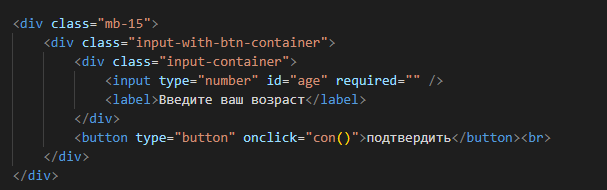 <div class="mb-15">
<div class="input-with-btn-container">
<div class="input-container">
<input type="number" id="age" required="" />
<label>Введите ваш возраст</label>
</div>
<button type="button" onclick="con()">подтвердить</button><br>
</div>
</div>